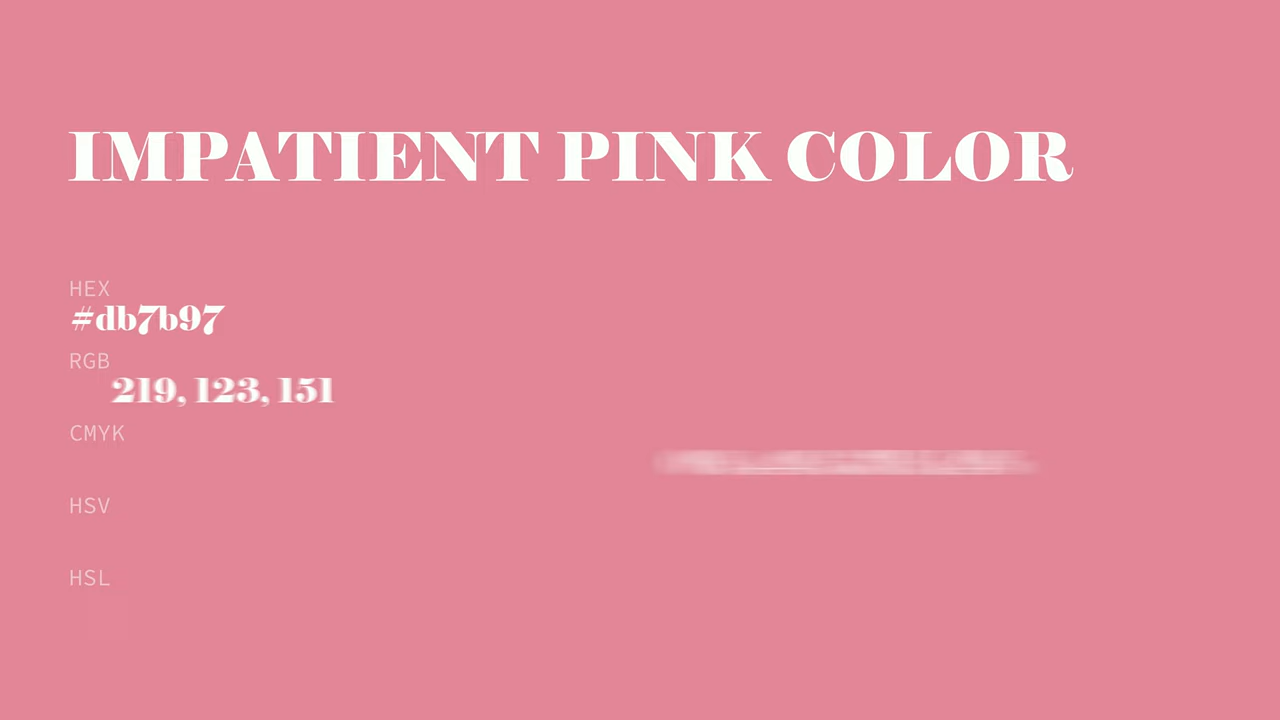 IMPATIENT PINK COLOR
HEX
#db7b97
RGB
219, 123, 151
CMYK
HSV
HSL